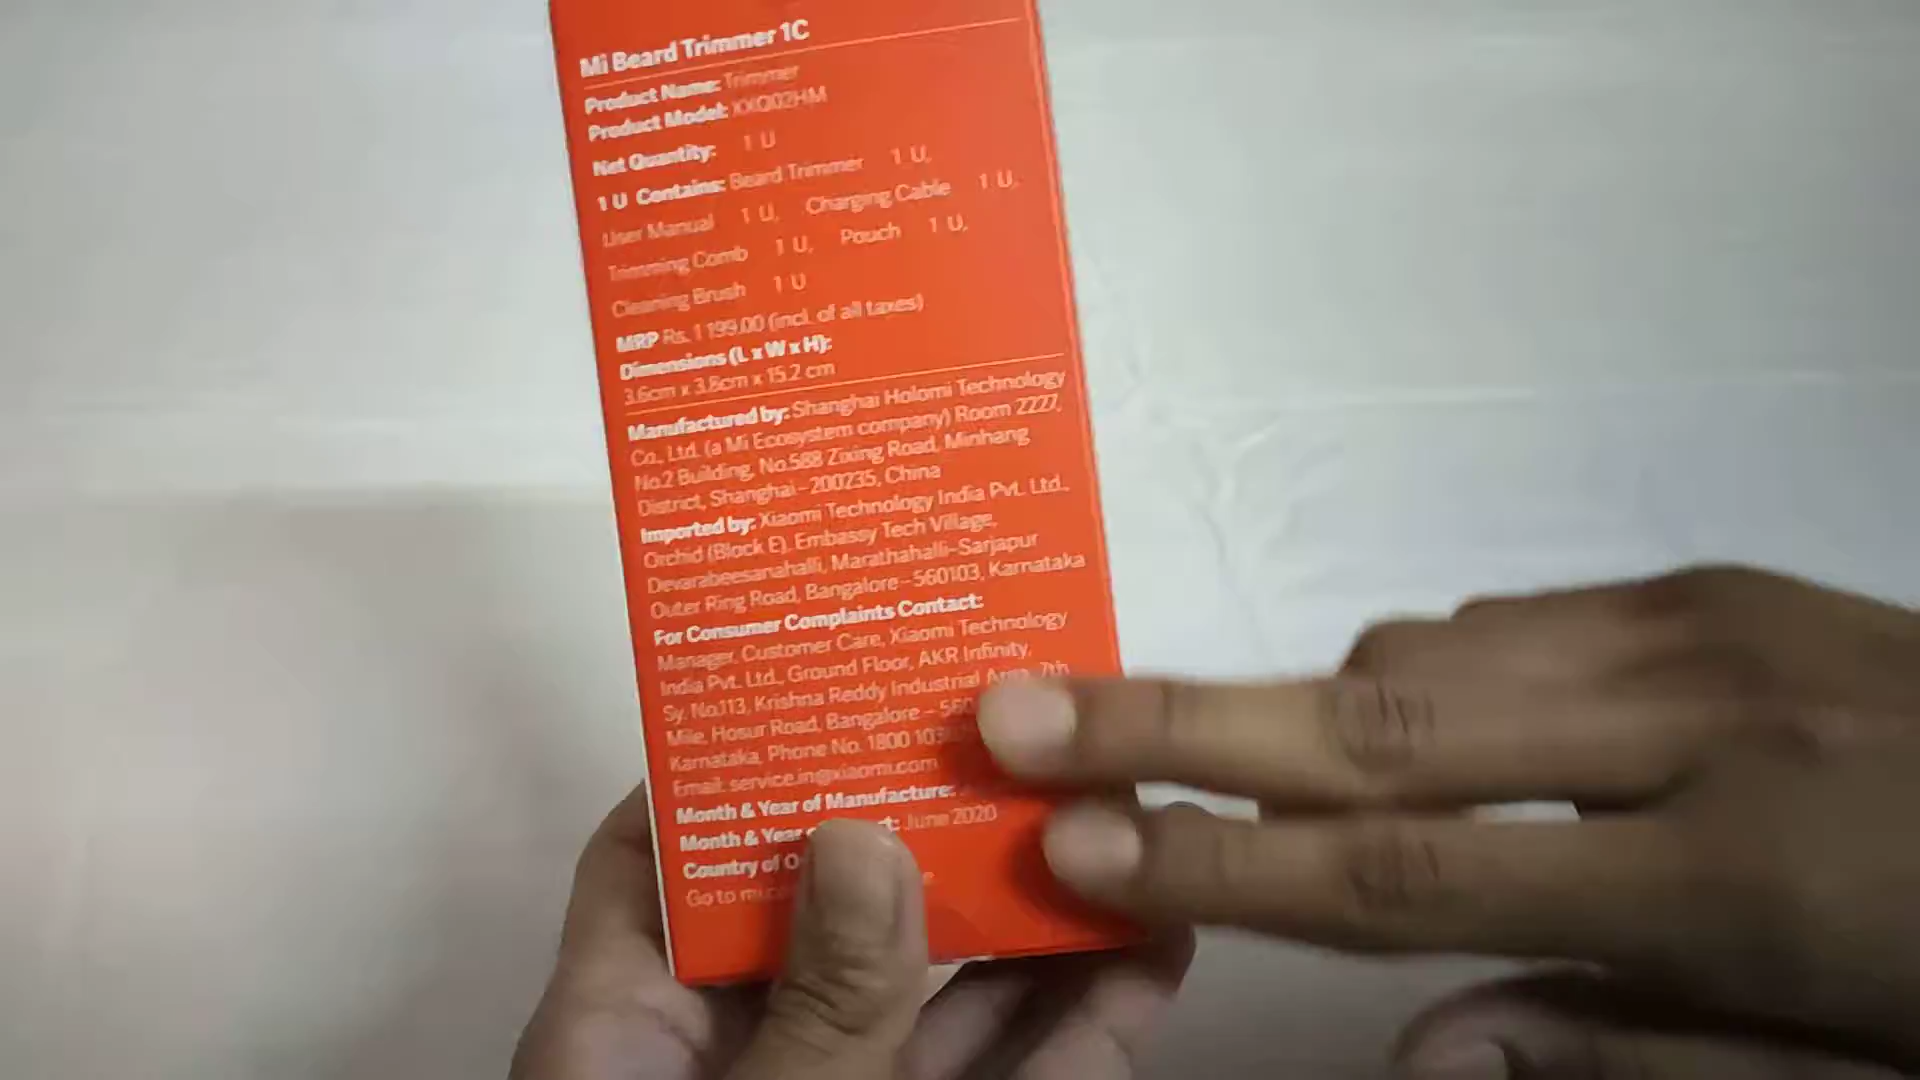 Mi Beard Trimmer 1C
Product Name: Trimmer
Product Model: XXQ02HM
Net Quantity: 1 U
1 U Contains: Beard Trimmer 1 U,
User Manual 1 U, Charging Cable 1 U,
Trimming Comb 1 U, Pouch 1 U,
Cleaning Brush 1 U
MRP Rs. 1199.00 (incl. of all taxes)
Dimensions (L x W x H):
3.6cm x 3.8cm x 15.2 cm
Manufactured by: Shanghai Holomi Technology
Co., Ltd. (a Mi Ecosystem company) Room 2227,
No.2 Building, No.588 Zixing Road, Minhang
District, Shanghai-200235, China
Imported by: Xiaomi Technology India Pvt. Ltd.,
Orchid (Block E), Embassy Tech Village,
Devarabeesanahalli, Marathahalli-Sarjapur
Outer Ring Road, Bangalore-560103, Karnataka
For Consumer Complaints Contact:
Manager, Customer Care, Xiaomi Technology
India Pvt. Ltd., Ground Floor, AKR Infinity,
Sy. No.113, Krishna Reddy Industrial Area, 7th
Mile, Hosur Road, Bangalore -
Karnataka, Phone No. 1800
Email: service.in@xiaomi.com
Month & Year of Manufacture:
Month & Year June 2020
Country of
Go to